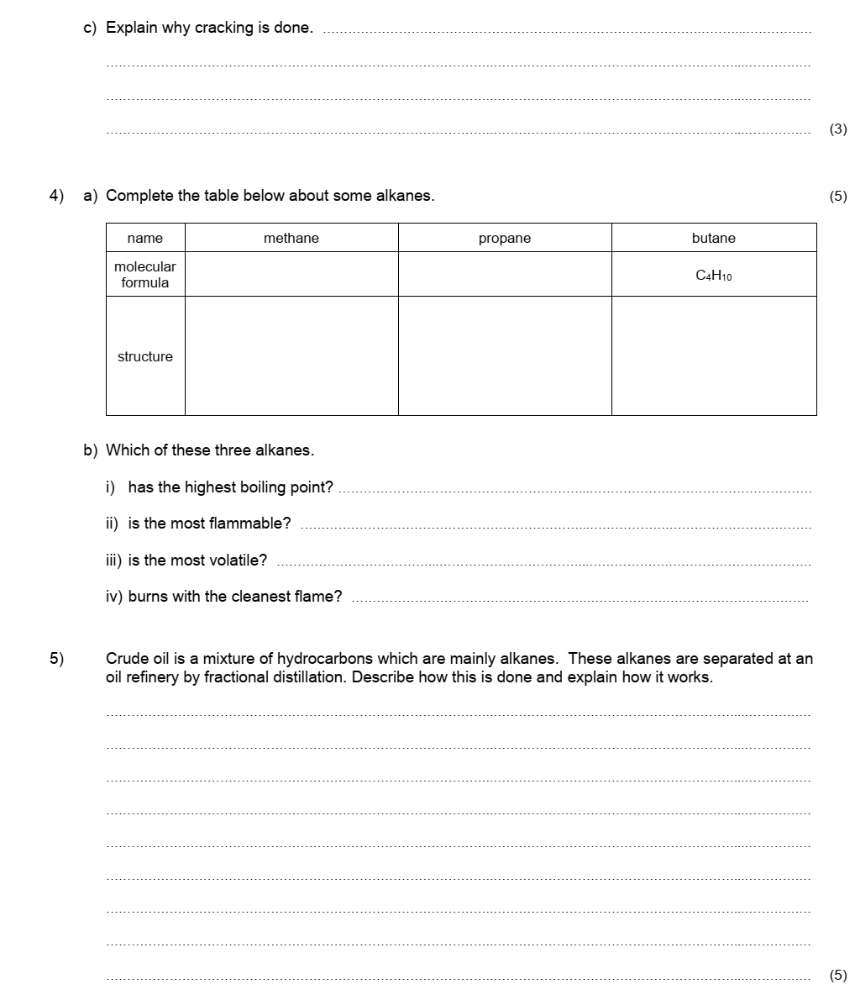 c) Explain why cracking is done. ........................................
........................................
........................................
........................................ (3)
4) a) Complete the table below about some alkanes. (5)
name methane propane butane
molecular formula C₄H₁₀
structure
b) Which of these three alkanes.
i) has the highest boiling point? ........................................
ii) is the most flammable? ........................................
iii) is the most volatile? ........................................
iv) burns with the cleanest flame? ........................................
5) Crude oil is a mixture of hydrocarbons which are mainly alkanes. These alkanes are separated at an
oil refinery by fractional distillation. Describe how this is done and explain how it works.
........................................
........................................
........................................
........................................
........................................
........................................
........................................
........................................
........................................ (5)